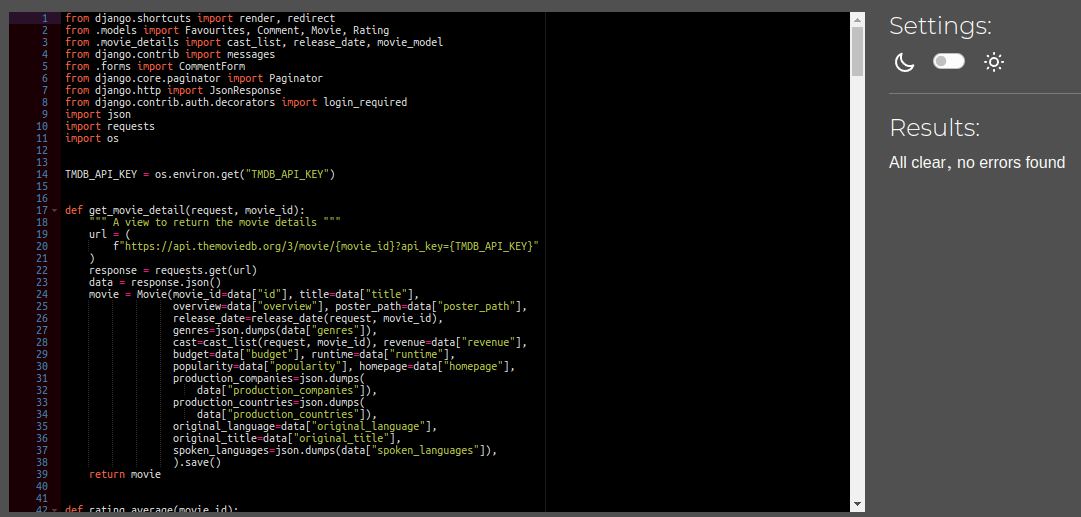 1 from django.shortcuts import render, redirect
2 from .models import Favourites, Comment, Movie, Rating
3 from .movie_details import cast_list, release_date, movie_model
4 from django.contrib import messages
5 from .forms import CommentForm
6 from django.core.paginator import Paginator
7 from django.http import JsonResponse
8 from django.contrib.auth.decorators import login_required
9 import json
10 import requests
11 import os
12
13
14 TMDB_API_KEY = os.environ.get("TMDB_API_KEY")
15
16
17 def get_movie_detail(request, movie_id):
18     """ A view to return the movie details """
19     url = (
20         f"https://api.themoviedb.org/3/movie/{movie_id}?api_key={TMDB_API_KEY}"
21     )
22     response = requests.get(url)
23     data = response.json()
24     movie = Movie(movie_id=data["id"], title=data["title"],
25                   overview=data["overview"], poster_path=data["poster_path"],
26                   release_date=release_date(request, movie_id),
27                   genres=json.dumps(data["genres"]),
28                   cast=cast_list(request, movie_id), revenue=data["revenue"],
29                   budget=data["budget"], runtime=data["runtime"],
30                   popularity=data["popularity"], homepage=data["homepage"],
31                   production_companies=json.dumps(
32                       data["production_companies"]),
33                   production_countries=json.dumps(
34                       data["production_countries"]),
35                   original_language=data["original_language"],
36                   original_title=data["original_title"],
37                   spoken_languages=json.dumps(data["spoken_languages"]),
38                   ).save()
39     return movie
40
41
42 def rating_average(movie_id):
Settings:
Results:
All clear, no errors found